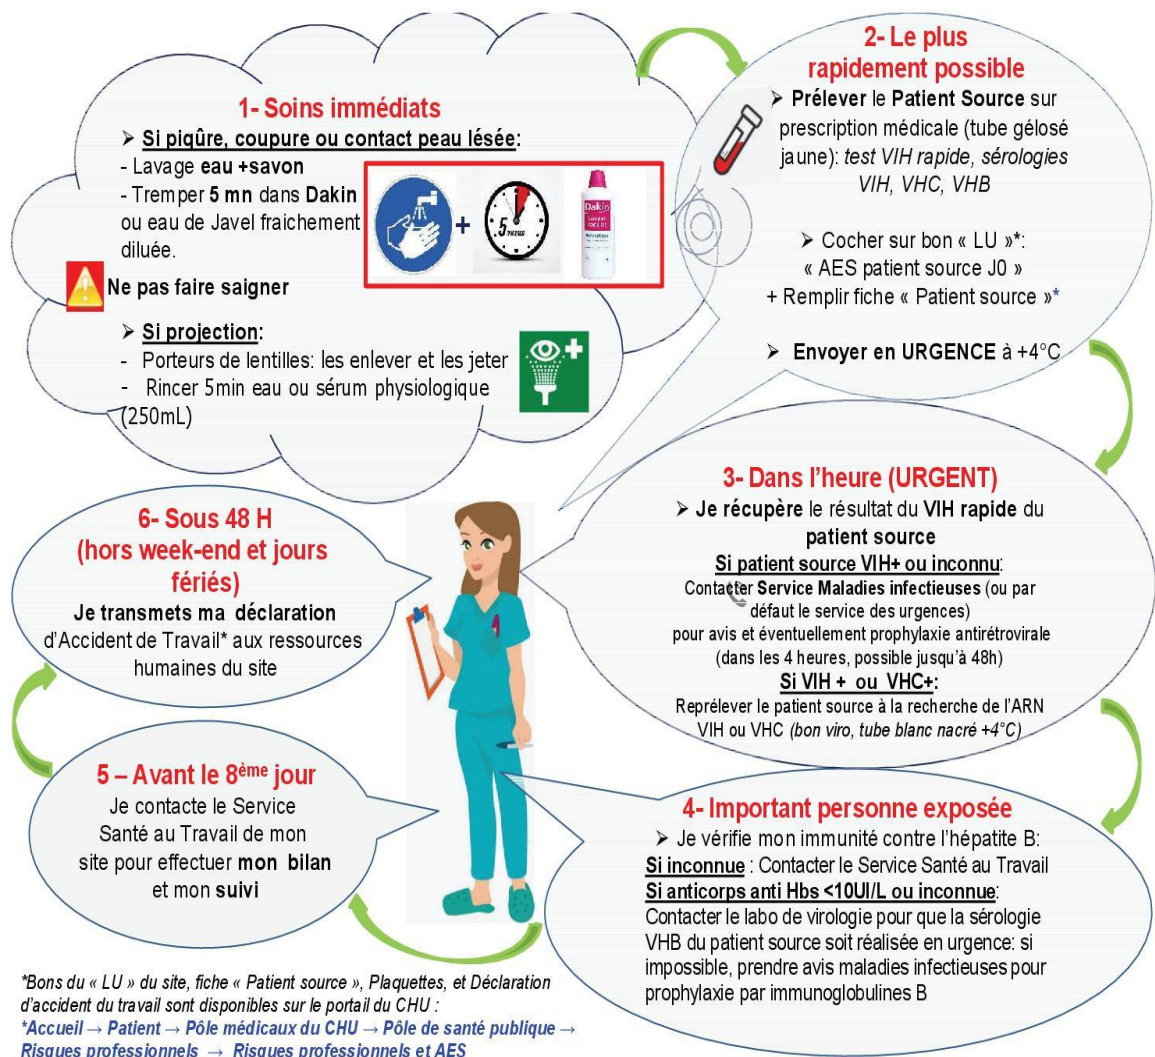 1- Soins immédiats
➢ Si piqûre, coupure ou contact peau lésée:
- Lavage eau +savon
- Tremper 5 mn dans Dakin
ou eau de Javel fraichement
diluée.
+
5
Dakin
Ne pas faire saigner
➢ Si projection:
- Porteurs de lentilles: les enlever et les jeter
- Rincer 5min eau ou sérum physiologique
(250mL)
2- Le plus
rapidement possible
➢ Prélever le Patient Source sur
prescription médicale (tube gélosé
jaune): test VIH rapide, sérologies
VIH, VHC, VHB
➢ Cocher sur bon « LU »*:
« AES patient source J0 »
+ Remplir fiche « Patient source »*
➢ Envoyer en URGENCE à +4°C
3- Dans l'heure (URGENT)
➢ Je récupère le résultat du VIH rapide du
patient source
Si patient source VIH+ ou inconnu:
Contacter Service Maladies infectieuses (ou par
défaut le service des urgences)
pour avis et éventuellement prophylaxie antirétrovirale
(dans les 4 heures, possible jusqu'à 48h)
Si VIH + ou VHC+:
Reprélever le patient source à la recherche de l'ARN
VIH ou VHC (bon viro, tube blanc nacré +4°C)
4- Important personne exposée
➢ Je vérifie mon immunité contre l'hépatite B:
Si inconnue : Contacter le Service Santé au Travail
Si anticorps anti Hbs <10UI/L ou inconnue:
Contacter le labo de virologie pour que la sérologie
VHB du patient source soit réalisée en urgence: si
impossible, prendre avis maladies infectieuses pour
prophylaxie par immunoglobulines B
5 – Avant le 8ème jour
Je contacte le Service
Santé au Travail de mon
site pour effectuer mon bilan
et mon suivi
6- Sous 48 H
(hors week-end et jours
fériés)
Je transmets ma déclaration
d'Accident de Travail* aux ressources
humaines du site
*Bons du « LU » du site, fiche « Patient source », Plaquettes, et Déclaration
d'accident du travail sont disponibles sur le portail du CHU :
*Accueil → Patient → Pôle médicaux du CHU → Pôle de santé publique →
Risques professionnels → Risques professionnels et AES